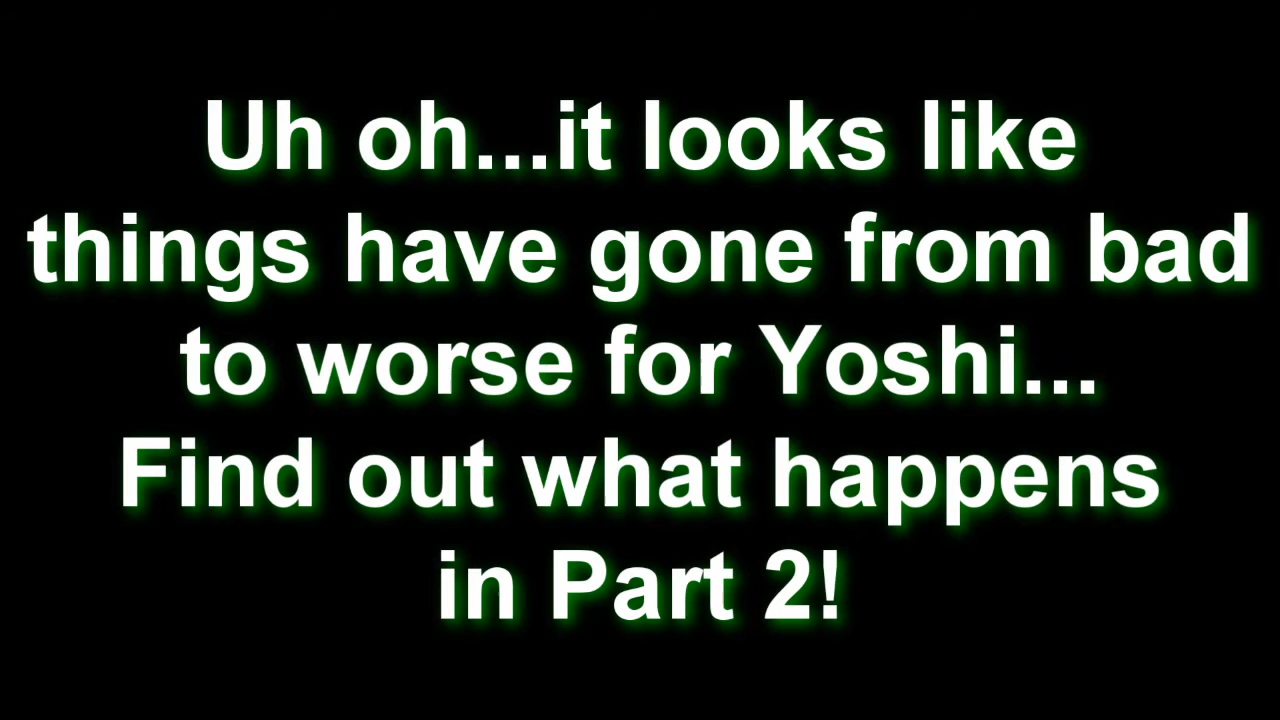 Uh oh...it looks like
things have gone from bad
to worse for Yoshi...
Find out what happens
in Part 2!